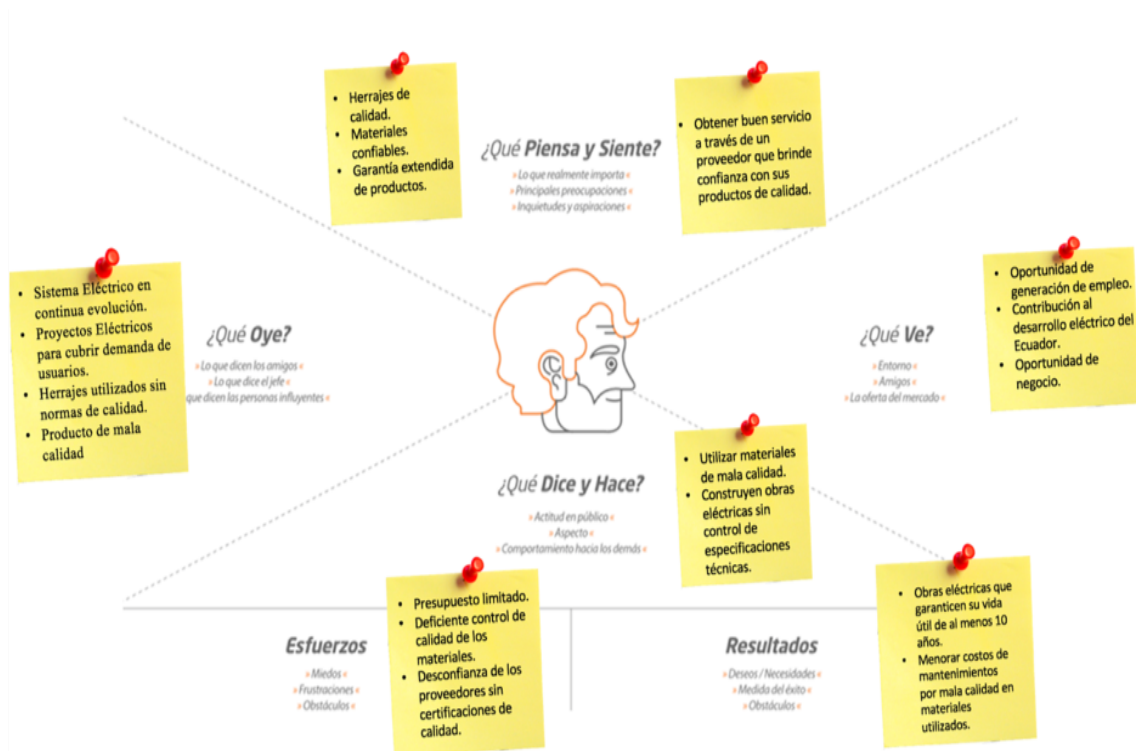 • Herrajes de
calidad.
• Materiales
confiables.
• Garantía extendida
de productos.
¿Qué Piensa y Siente?
» Lo que realmente importa «
» Principales preocupaciones «
» Inquietudes y aspiraciones «
• Obtener buen servicio
a través de un
proveedor que brinde
confianza con sus
productos de calidad.
• Sistema Eléctrico en
continua evolución.
• Proyectos Eléctricos
para cubrir demanda de
usuarios.
• Herrajes utilizados sin
normas de calidad.
• Producto de mala
calidad
¿Qué Oye?
» Lo que dicen los amigos «
» Lo que dice el jefe «
que dicen las personas influyentes «
¿Qué Ve?
» Entorno «
» Amigos «
» La oferta del mercado «
• Oportunidad de
generación de empleo.
• Contribución al
desarrollo eléctrico del
Ecuador.
• Oportunidad de
negocio.
¿Qué Dice y Hace?
» Actitud en público «
» Aspecto «
» Comportamiento hacia los demás «
• Utilizar materiales
de mala calidad.
• Construyen obras
eléctricas sin
control de
especificaciones
técnicas.
Esfuerzos
» Miedos «
» Frustraciones «
» Obstáculos «
• Presupuesto limitado.
• Deficiente control de
calidad de los
materiales.
• Desconfianza de los
proveedores sin
certificaciones de
calidad.
Resultados
» Deseos / Necesidades «
» Medida del éxito «
» Obstáculos «
• Obras eléctricas que
garanticen su vida
útil de al menos 10
años.
• Menorar costos de
mantenimientos
por mala calidad en
materiales
utilizados.